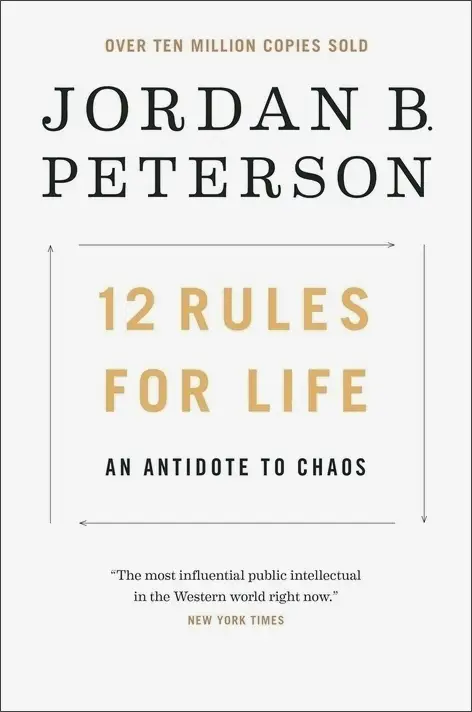 OVER TEN MILLION COPIES SOLD
JORDAN B.
PETERSON
12 RULES
FOR LIFE
AN ANTIDOTE TO CHAOS
“The most influential public intellectual
in the Western world right now.”
NEW YORK TIMES